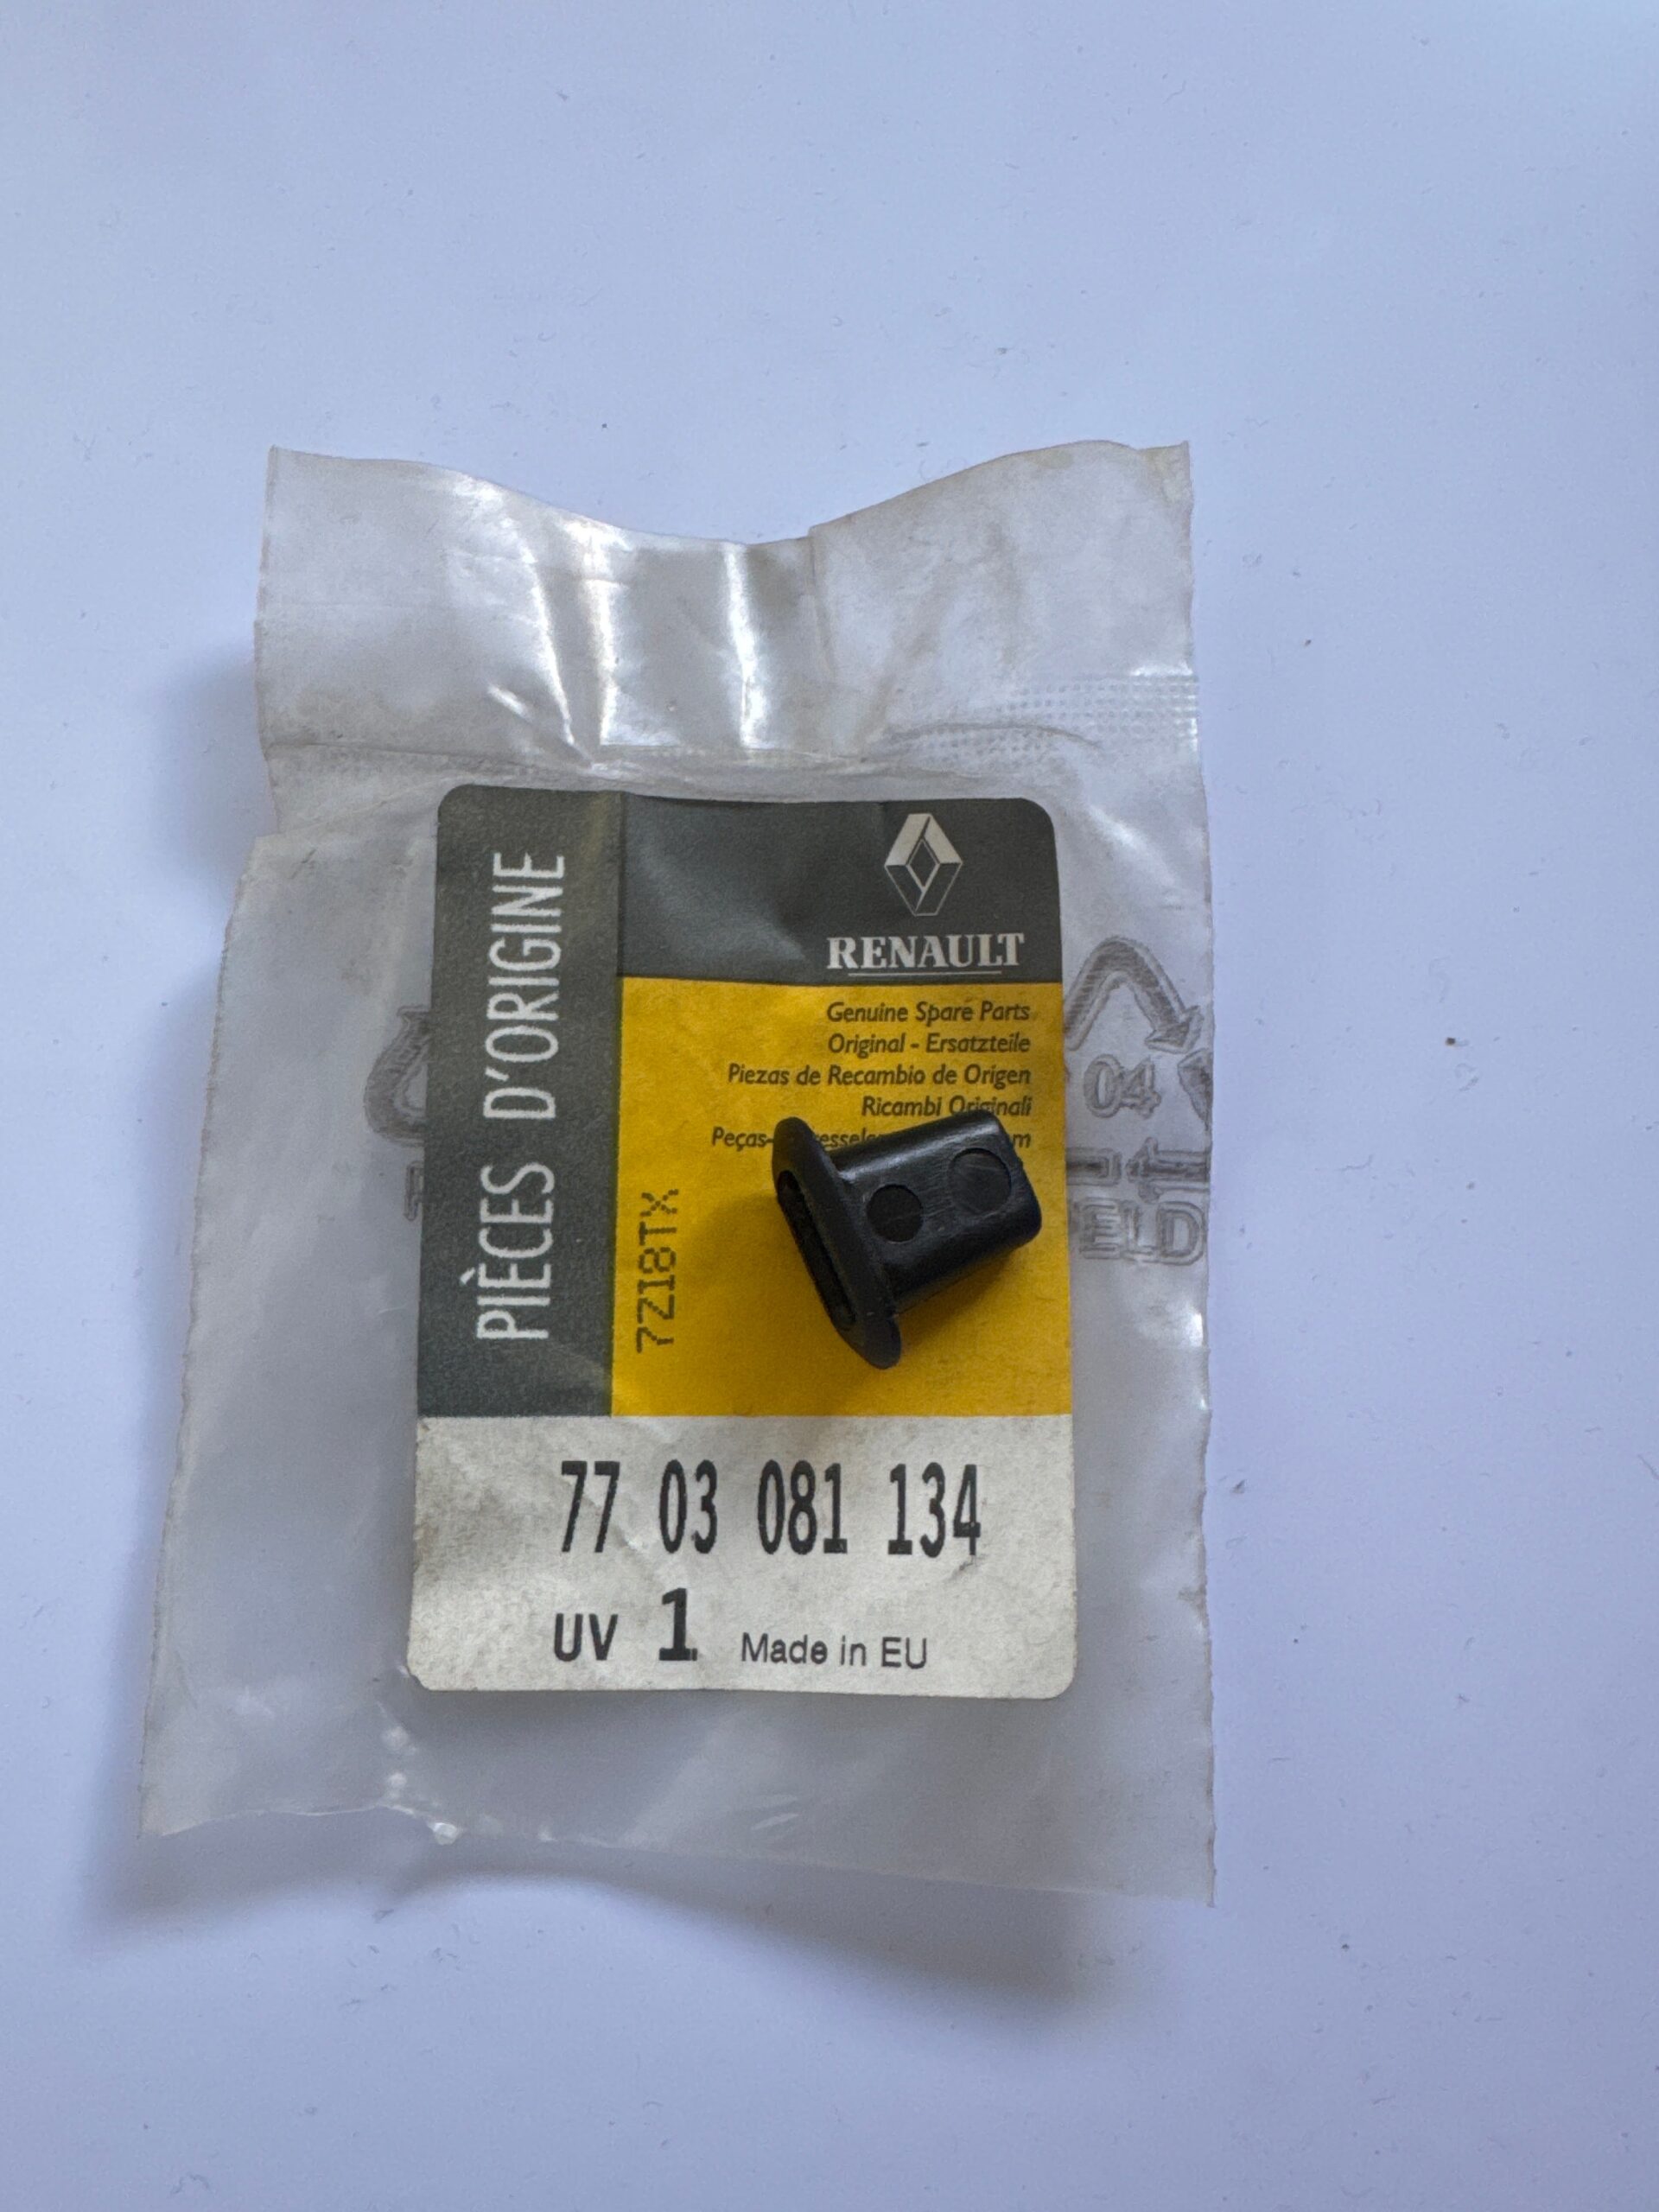 PIÈCES D'ORIGINE
RENAULT
Genuine Spare Parts
Original - Ersatzteile
Piezas de Recambio de Origen
Ricambi Originali
7ZI8TX
04
77 03 081 134
UV 1 Made in EU